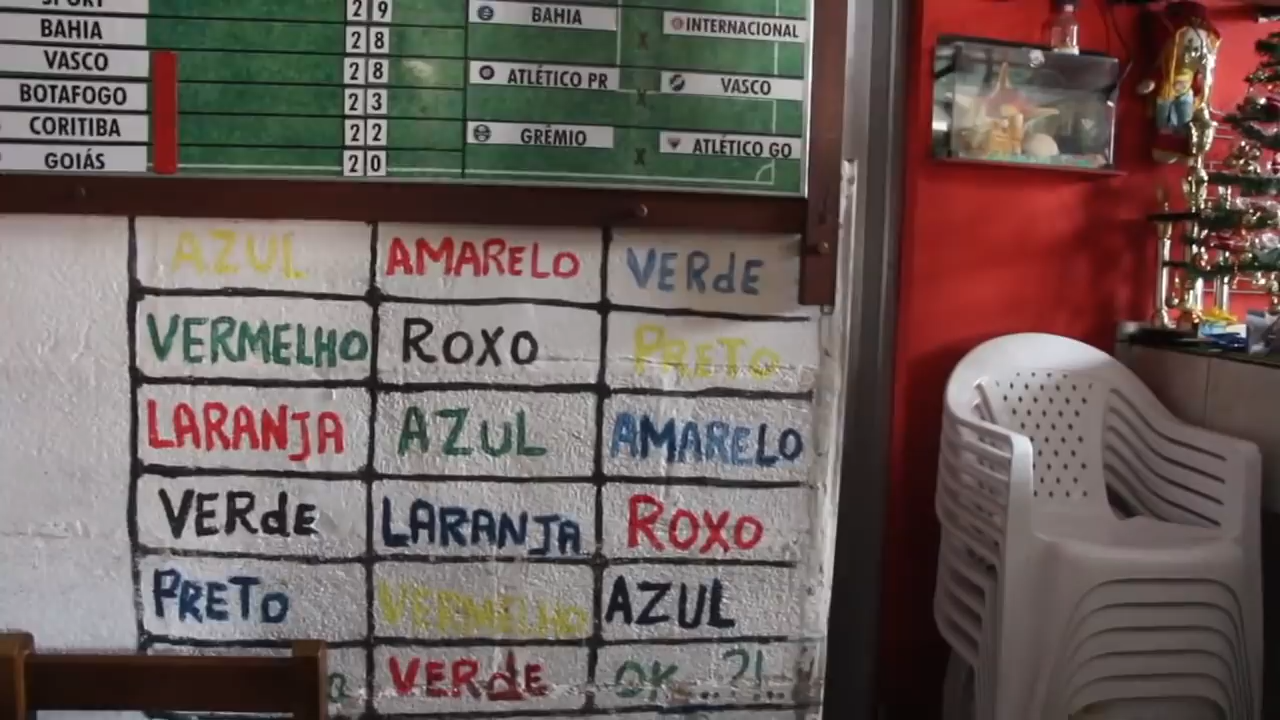 SPORT 29
BAHIA 28
VASCO 28
BOTAFOGO 23
CORITIBA 22
GOIÁS 20
BAHIA X INTERNACIONAL
ATLÉTICO PR X VASCO
GRÊMIO X ATLÉTICO GO
AZUL AMARELO VERdE
VERMELHO ROXO PRETO
LARANJA AZUL AMARELO
VERdE LARANJA ROXO
PRETO VERMELHO AZUL
VERdE OK...?!..